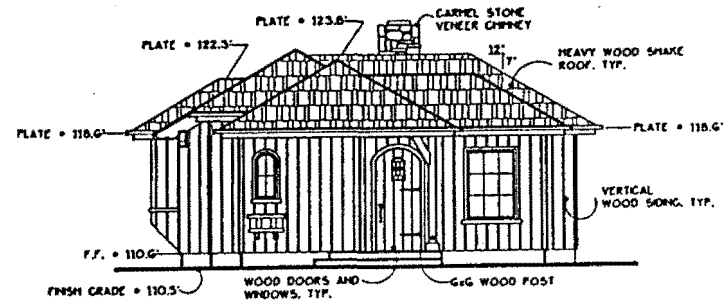 CARMEL STONE
VENEER CHIMNEY
PLATE • 123.8'
PLATE • 122.3'
12"
7"
HEAVY WOOD SHAKE
ROOF, TYP.
PLATE • 118.6'
PLATE • 118.6'
VERTICAL
WOOD SIDING, TYP.
F.F. • 110.6'
FINISH GRADE • 110.5'
WOOD DOORS AND
WINDOWS, TYP.
6x6 WOOD POST